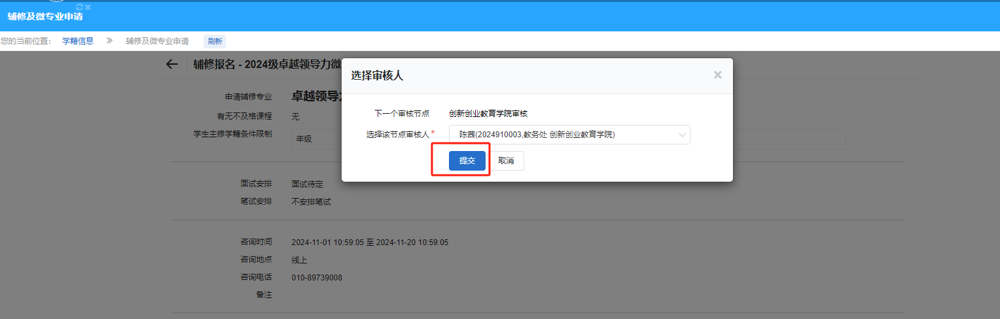 辅修及微专业申请
您的当前位置： 学籍信息 » 辅修及微专业申请 刷新
辅修报名 - 2024级卓越领导力微
选择审核人 ×
申请辅修专业 卓越领导
有无不及格课程 无
学生主修学籍条件限制 年级
下一个审核节点 创新创业教育学院审核
选择该节点审核人* 陈茜(2024910003,教务处 创新创业教育学院)
提交 取消
面试安排 面试待定
笔试安排 不安排笔试
咨询时间 2024-11-01 10:59:05 至 2024-11-20 10:59:05
咨询地点 线上
咨询电话 010-89739008
备注